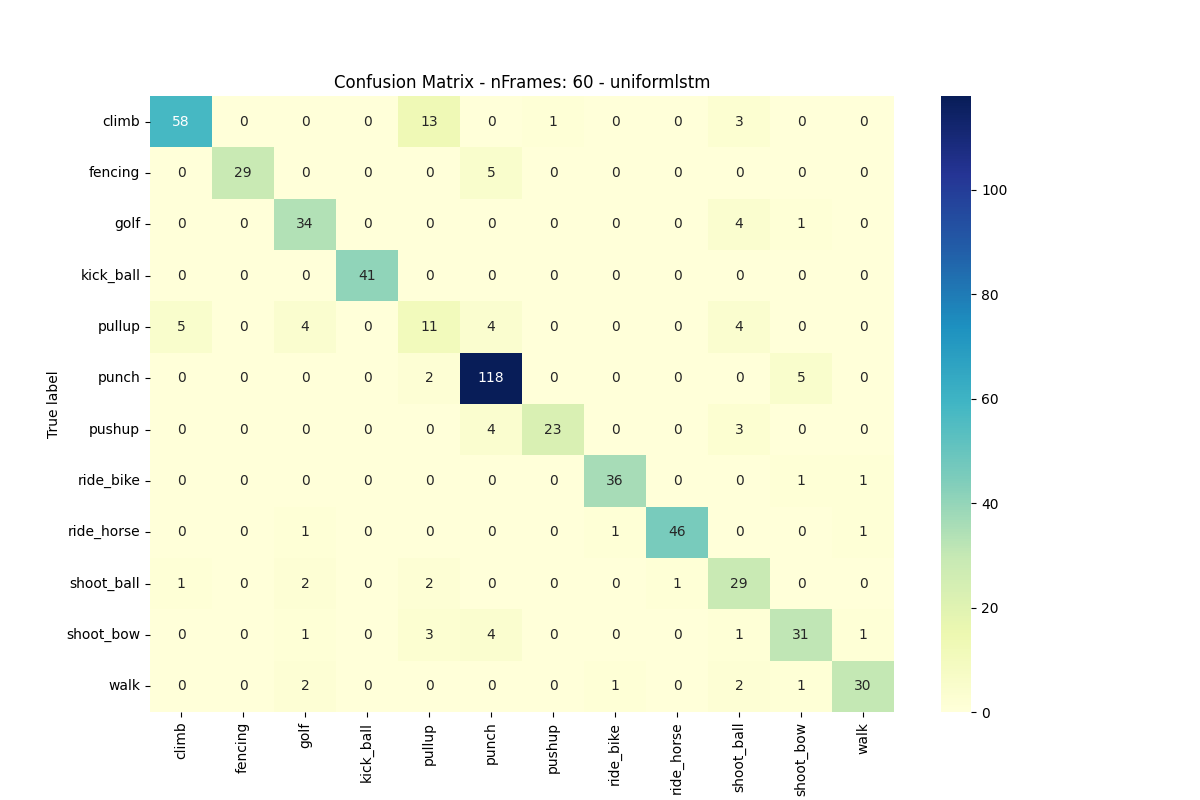 Confusion Matrix - nFrames: 60 - uniformlstm
climb 58 0 0 0 13 0 1 0 0 3 0 0
fencing 0 29 0 0 0 5 0 0 0 0 0 0
golf 0 0 34 0 0 0 0 0 0 4 1 0
kick_ball 0 0 0 41 0 0 0 0 0 0 0 0
pullup 5 0 4 0 11 4 0 0 0 4 0 0
punch 0 0 0 0 2 118 0 0 0 0 5 0
pushup 0 0 0 0 0 4 23 0 0 3 0 0
ride_bike 0 0 0 0 0 0 0 36 0 0 1 1
ride_horse 0 0 1 0 0 0 0 1 46 0 0 1
shoot_ball 1 0 2 0 2 0 0 0 1 29 0 0
shoot_bow 0 0 1 0 3 4 0 0 0 1 31 1
walk 0 0 2 0 0 0 0 1 0 2 1 30
climb fencing golf kick_ball pullup punch pushup ride_bike ride_horse shoot_ball shoot_bow walk
True label
100
80
60
40
20
0